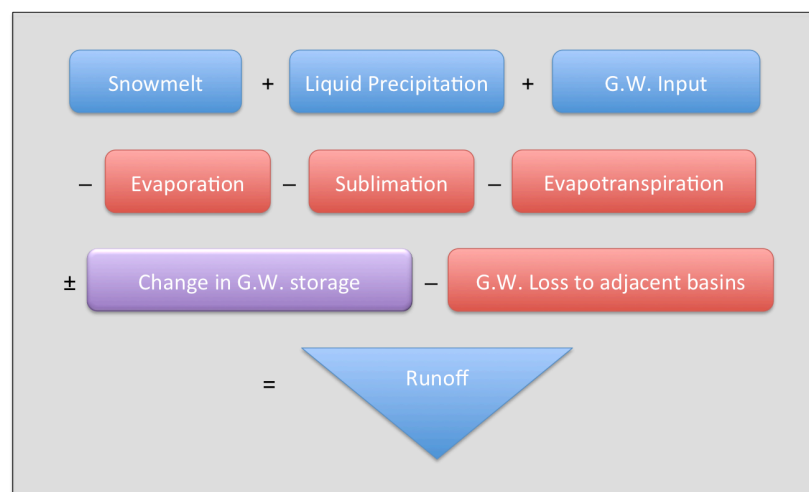 Snowmelt + Liquid Precipitation + G.W. Input
– Evaporation – Sublimation – Evapotranspiration
± Change in G.W. storage – G.W. Loss to adjacent basins
= Runoff